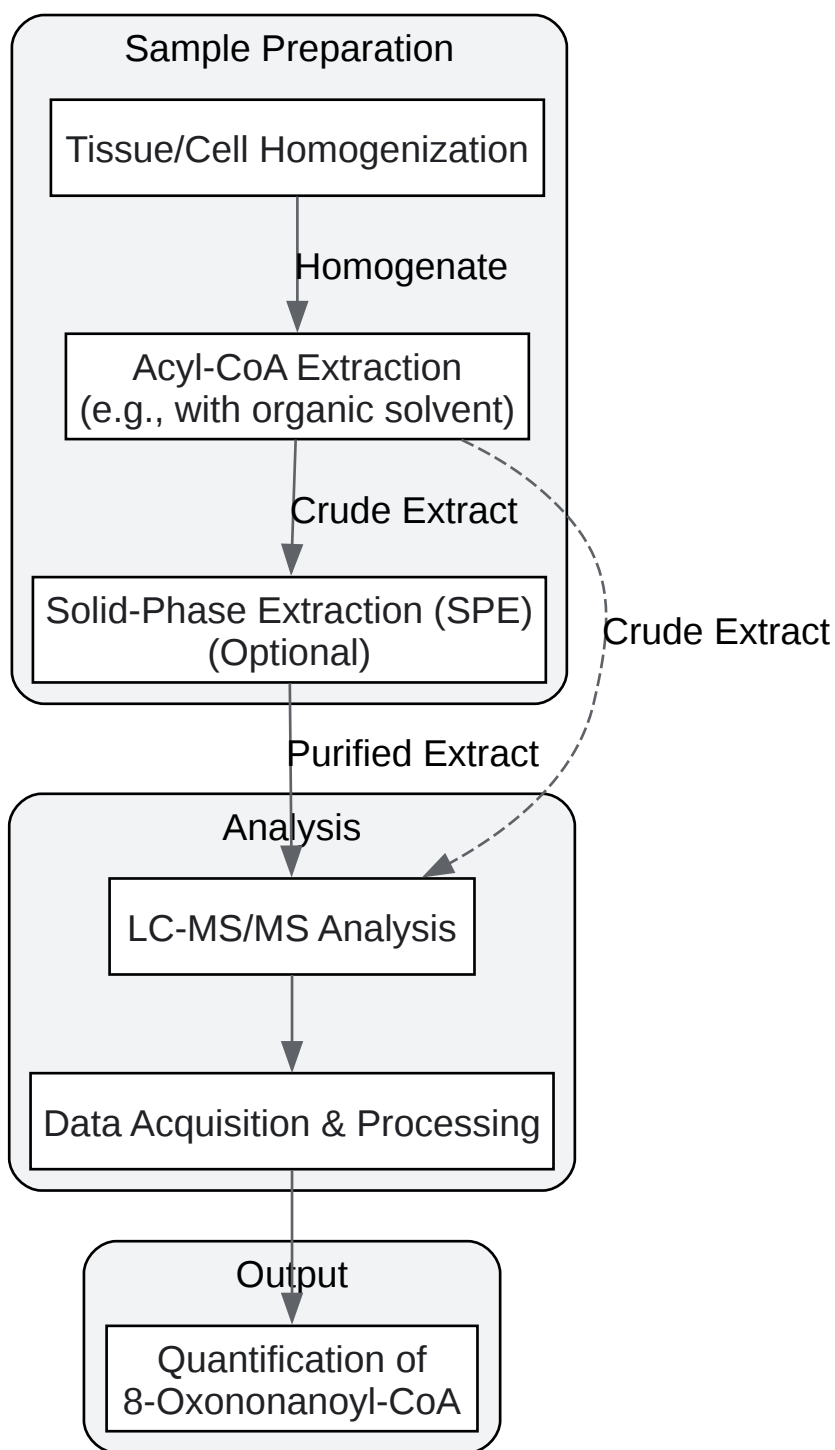 Sample Preparation
Tissue/Cell Homogenization
Homogenate
Acyl-CoA Extraction
(e.g., with organic solvent)
Crude Extract
Solid-Phase Extraction (SPE)
(Optional)
Crude Extract
Purified Extract
Analysis
LC-MS/MS Analysis
Data Acquisition & Processing
Output
Quantification of
8-Oxononanoyl-CoA